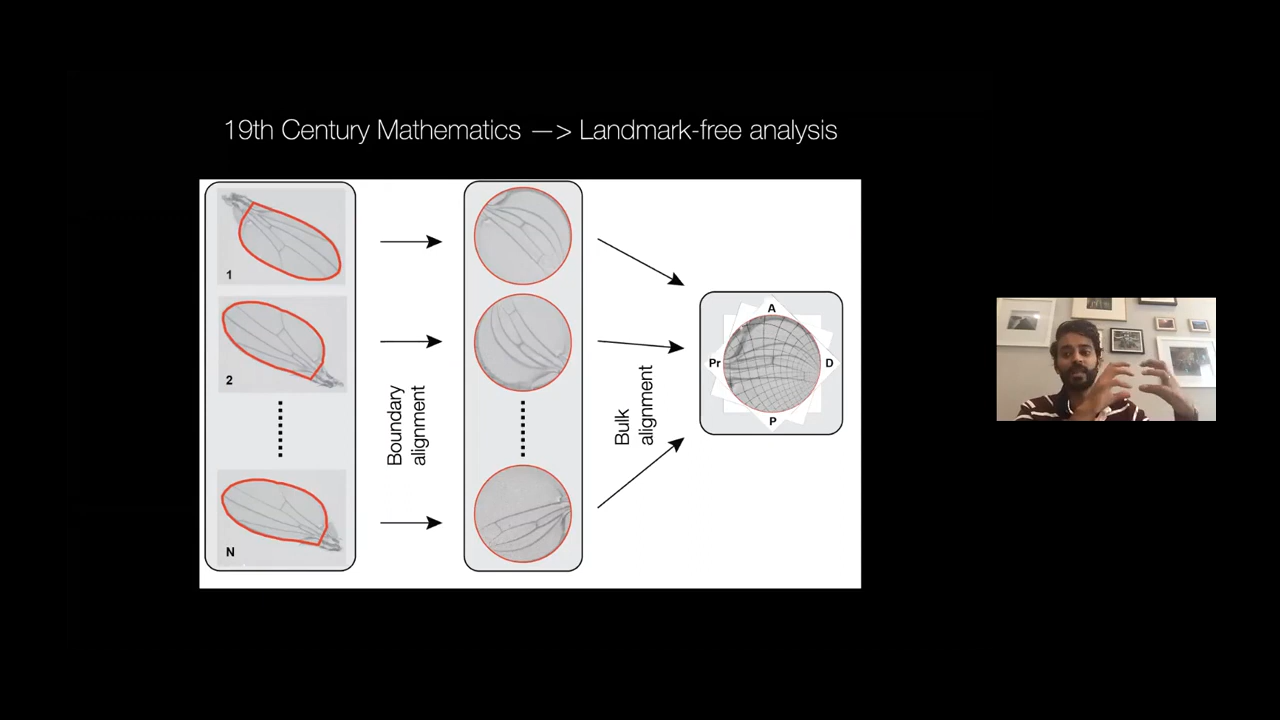 19th Century Mathematics —> Landmark-free analysis
1
2
N
Boundary
alignment
Bulk
alignment
A
Pr
D
P